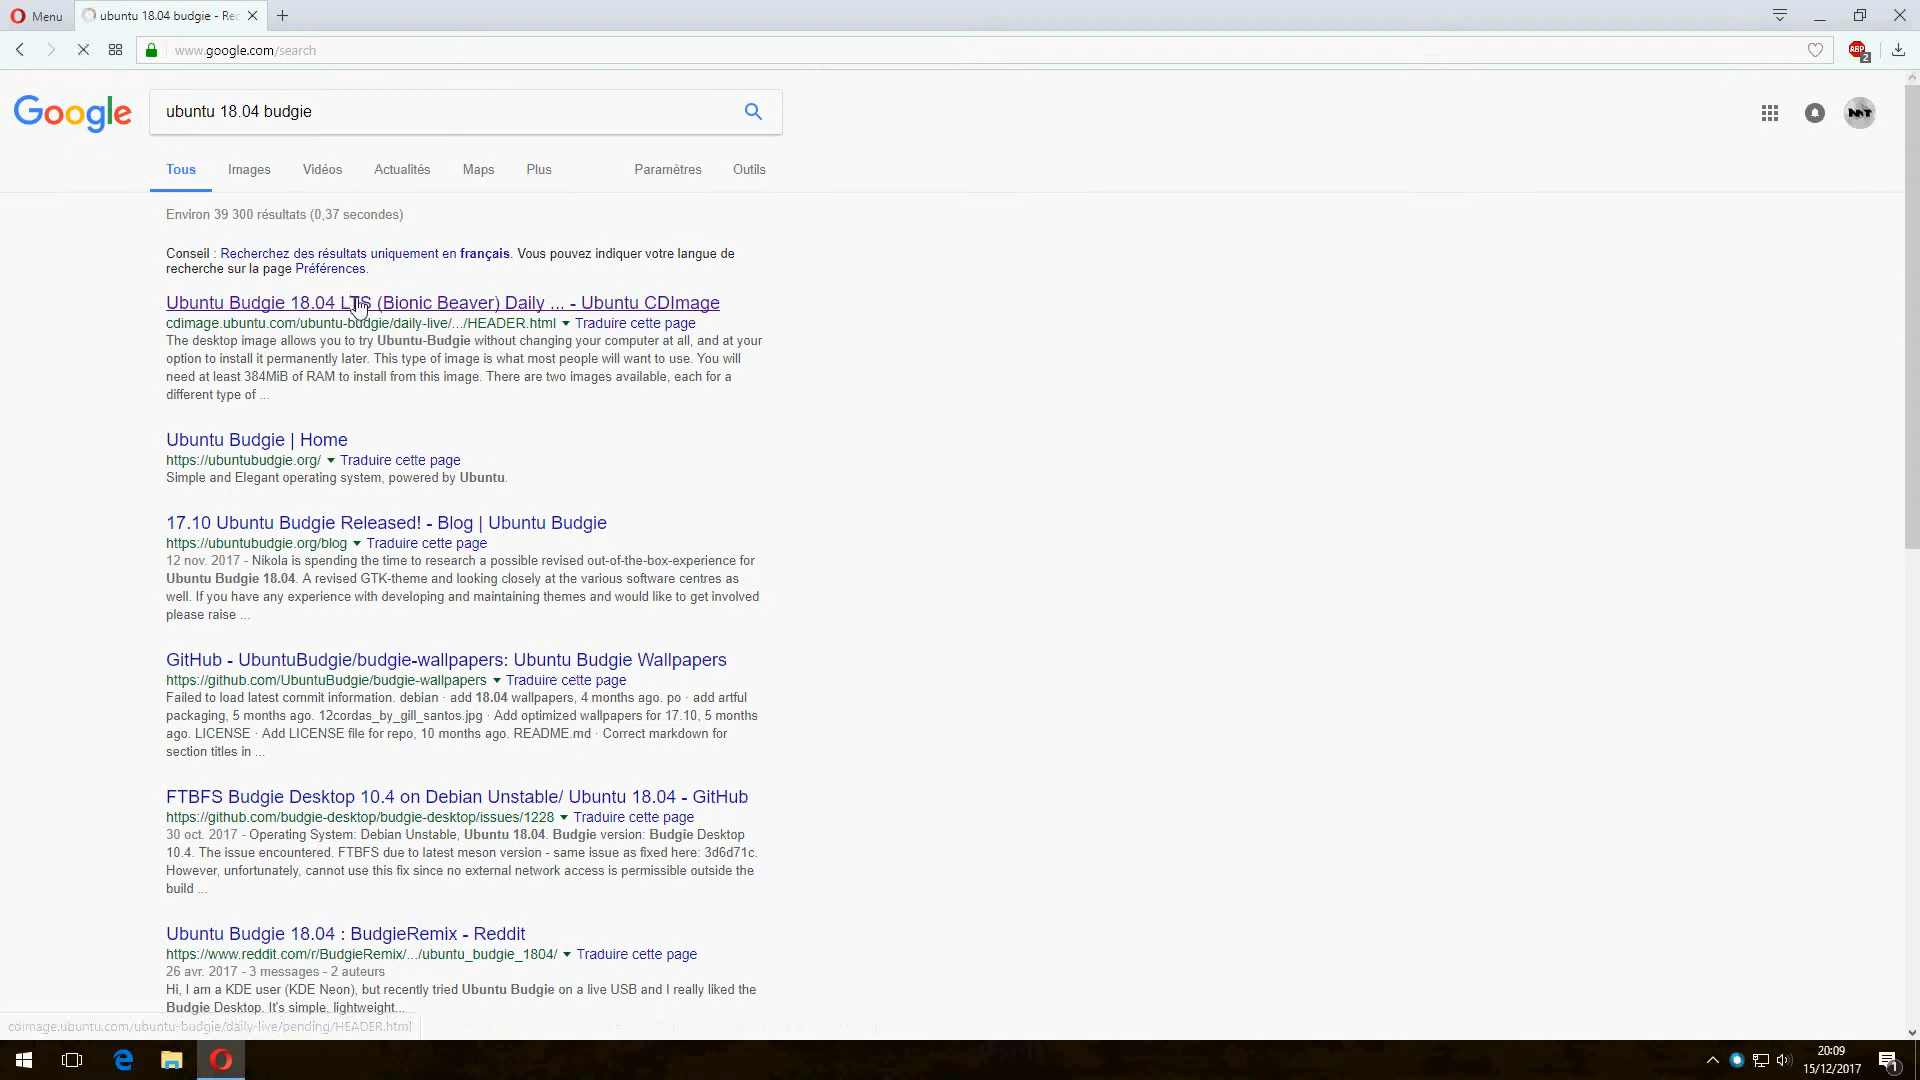 Menu
ubuntu 18.04 budgie - Rec
www.google.com/search
ABP
2
Google
ubuntu 18.04 budgie
Tous Images Vidéos Actualités Maps Plus Paramètres Outils
Environ 39 300 résultats (0,37 secondes)
Conseil : Recherchez des résultats uniquement en français. Vous pouvez indiquer votre langue de
recherche sur la page Préférences.
Ubuntu Budgie 18.04 LTS (Bionic Beaver) Daily ... - Ubuntu CDImage
cdimage.ubuntu.com/ubuntu-budgie/daily-live/.../HEADER.html Traduire cette page
The desktop image allows you to try Ubuntu-Budgie without changing your computer at all, and at your
option to install it permanently later. This type of image is what most people will want to use. You will
need at least 384MiB of RAM to install from this image. There are two images available, each for a
different type of ...
Ubuntu Budgie | Home
https://ubuntubudgie.org/ Traduire cette page
Simple and Elegant operating system, powered by Ubuntu.
17.10 Ubuntu Budgie Released! - Blog | Ubuntu Budgie
https://ubuntubudgie.org/blog Traduire cette page
12 nov. 2017 - Nikola is spending the time to research a possible revised out-of-the-box-experience for
Ubuntu Budgie 18.04. A revised GTK-theme and looking closely at the various software centres as
well. If you have any experience with developing and maintaining themes and would like to get involved
please raise ...
GitHub - UbuntuBudgie/budgie-wallpapers: Ubuntu Budgie Wallpapers
https://github.com/UbuntuBudgie/budgie-wallpapers Traduire cette page
Failed to load latest commit information. debian · add 18.04 wallpapers, 4 months ago. po · add artful
packaging, 5 months ago. 12cordas_by_gill_santos.jpg · Add optimized wallpapers for 17.10, 5 months
ago. LICENSE · Add LICENSE file for repo, 10 months ago. README.md · Correct markdown for
section titles in ...
FTBFS Budgie Desktop 10.4 on Debian Unstable/ Ubuntu 18.04 - GitHub
https://github.com/budgie-desktop/budgie-desktop/issues/1228 Traduire cette page
30 oct. 2017 - Operating System: Debian Unstable, Ubuntu 18.04. Budgie version: Budgie Desktop
10.4. The issue encountered. FTBFS due to latest meson version - same issue as fixed here: 3d6d71c.
However, unfortunately, cannot use this fix since no external network access is permissible outside the
build ...
Ubuntu Budgie 18.04 : BudgieRemix - Reddit
https://www.reddit.com/r/BudgieRemix/.../ubuntu_budgie_1804/ Traduire cette page
26 avr. 2017 - 3 messages - 2 auteurs
Hi, I am a KDE user (KDE Neon), but recently tried Ubuntu Budgie on a live USB and I really liked the
Budgie Desktop. It's simple, lightweight...
cdimage.ubuntu.com/ubuntu-budgie/daily-live/pending/HEADER.html
20:09
15/12/2017
1